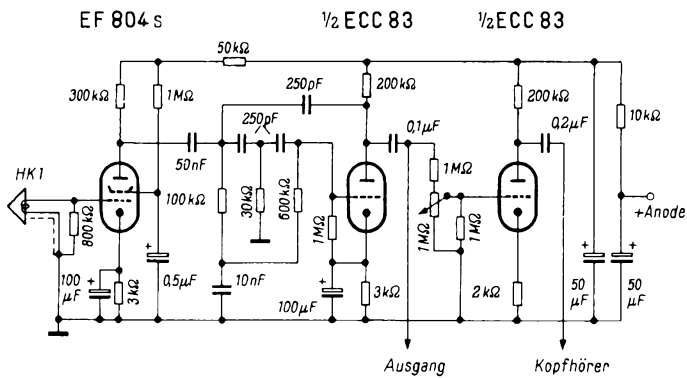 EF 804 S
½ ECC 83
½ ECC 83
50kΩ
300kΩ
1MΩ
250pF
200kΩ
200kΩ
10kΩ
250pF
0,1µF
0,2µF
50nF
HK1
1MΩ
800kΩ
100kΩ
30kΩ
600kΩ
1MΩ
1MΩ
1MΩ
+Anode
+
+
+
+
+
100 µF
3kΩ
0,5µF
10nF
100µF
3kΩ
2kΩ
50 µF
50 µF
Ausgang
Kopfhörer